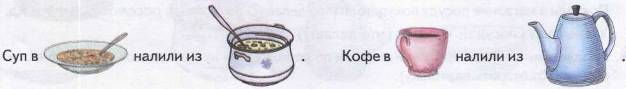 Суп в налили из . Кофе в налили из .